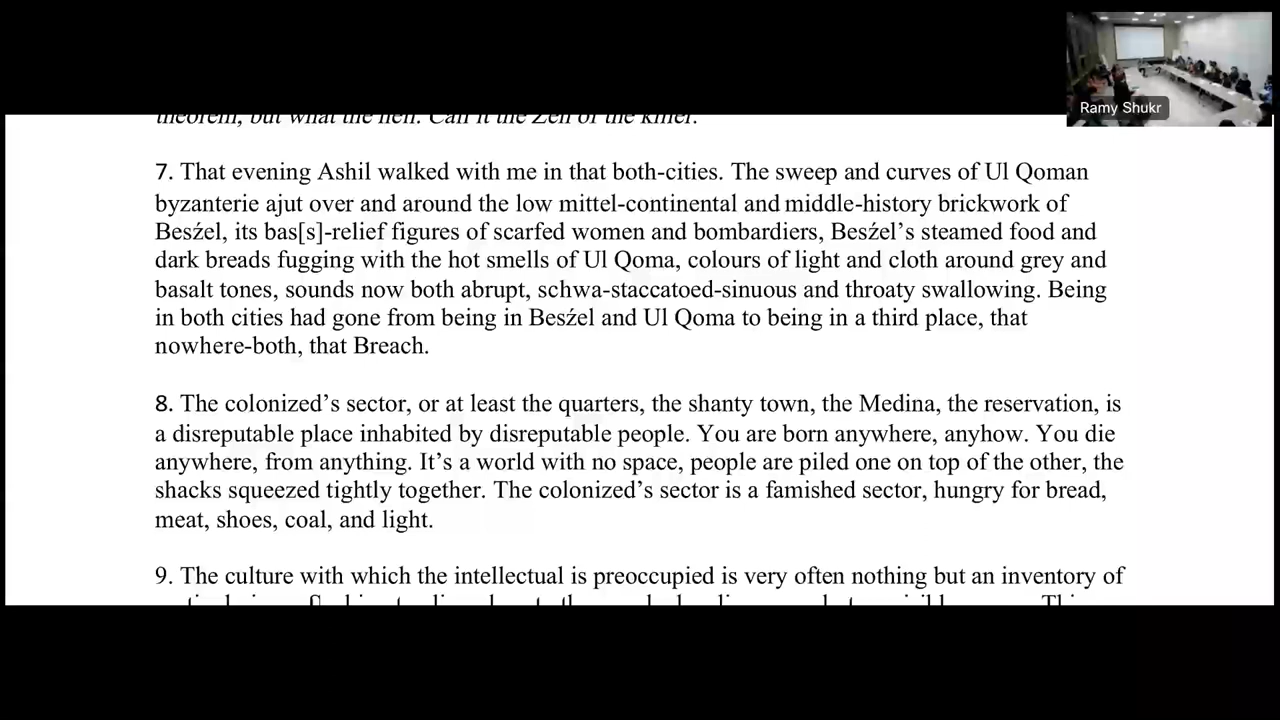 Ramy Shukr
theorem, but what the hell. Call it the Zen of the killer.
7. That evening Ashil walked with me in that both-cities. The sweep and curves of Ul Qoman
byzanterie ajut over and around the low mittel-continental and middle-history brickwork of
Besźel, its bas[s]-relief figures of scarfed women and bombardiers, Besźel’s steamed food and
dark breads fugging with the hot smells of Ul Qoma, colours of light and cloth around grey and
basalt tones, sounds now both abrupt, schwa-staccatoed-sinuous and throaty swallowing. Being
in both cities had gone from being in Besźel and Ul Qoma to being in a third place, that
nowhere-both, that Breach.
8. The colonized’s sector, or at least the quarters, the shanty town, the Medina, the reservation, is
a disreputable place inhabited by disreputable people. You are born anywhere, anyhow. You die
anywhere, from anything. It’s a world with no space, people are piled one on top of the other, the
shacks squeezed tightly together. The colonized’s sector is a famished sector, hungry for bread,
meat, shoes, coal, and light.
9. The culture with which the intellectual is preoccupied is very often nothing but an inventory of